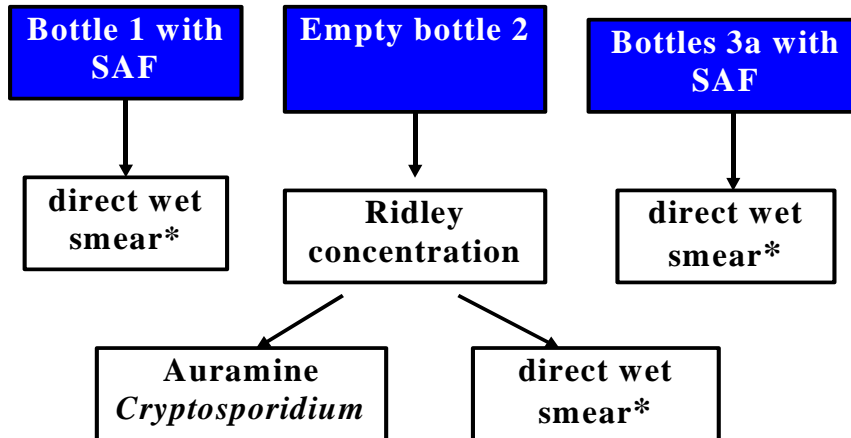 Bottle 1 with
SAF
Empty bottle 2
Bottles 3a with
SAF
direct wet
smear*
Ridley
concentration
direct wet
smear*
Auramine
Cryptosporidium
direct wet
smear*